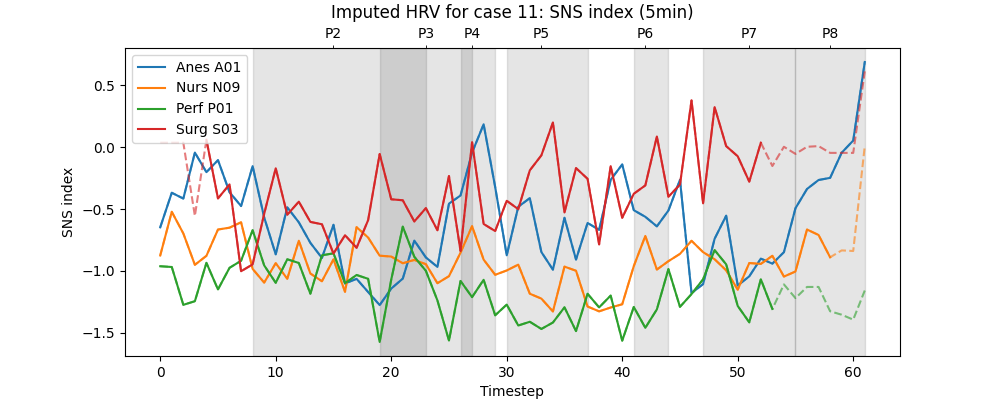 Imputed HRV for case 11: SNS index (5min)
P2 P3 P4 P5 P6 P7 P8
Anes A01
Nurs N09
Perf P01
Surg S03
SNS index
0.5
0.0
−0.5
−1.0
−1.5
0 10 20 30 40 50 60
Timestep